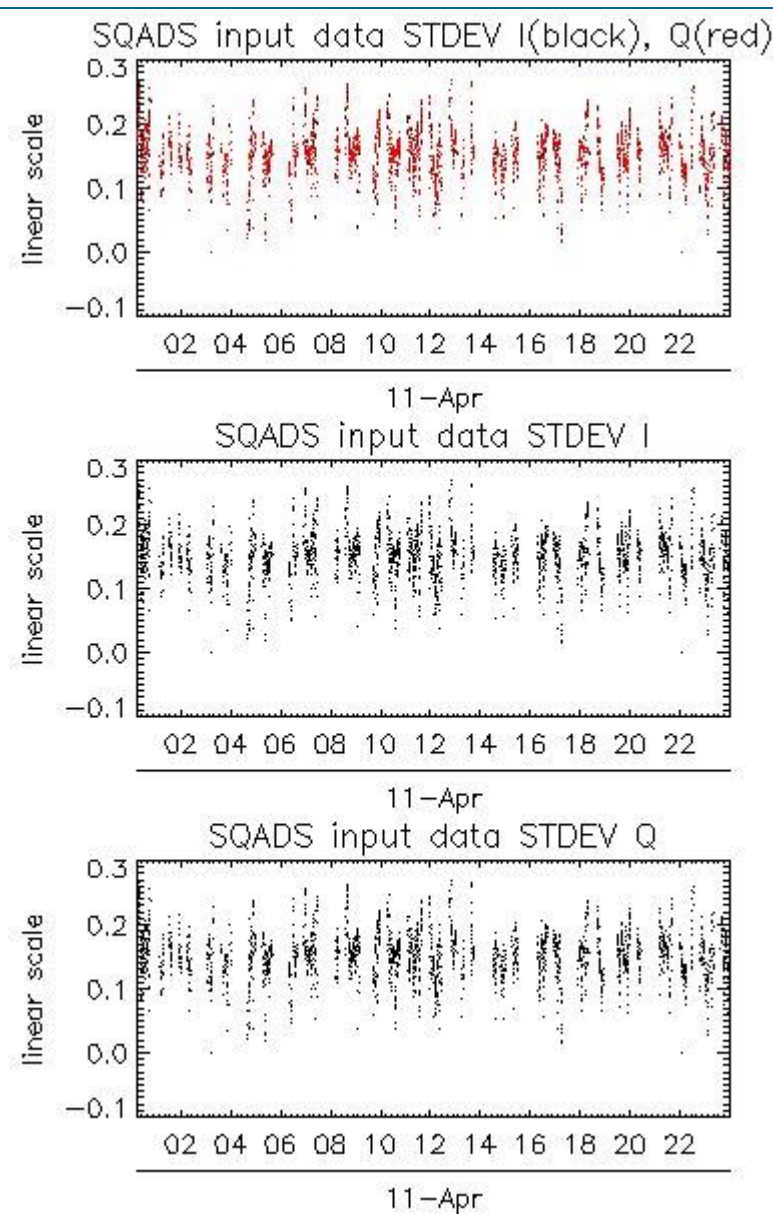 SQADS input data STDEV I(black), Q(red)
0.3
0.2
0.1
0.0
-0.1
linear scale
02 04 06 08 10 12 14 16 18 20 22
11-Apr
SQADS input data STDEV I
0.3
0.2
0.1
0.0
-0.1
linear scale
02 04 06 08 10 12 14 16 18 20 22
11-Apr
SQADS input data STDEV Q
0.3
0.2
0.1
0.0
-0.1
linear scale
02 04 06 08 10 12 14 16 18 20 22
11-Apr